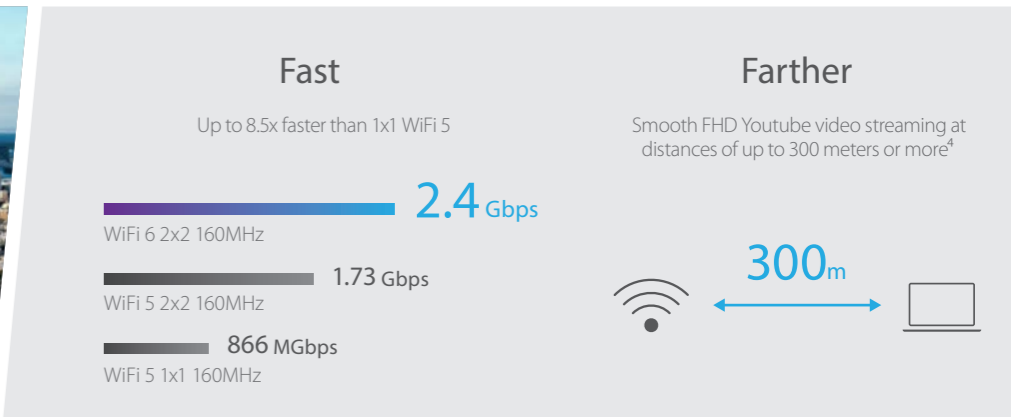 Fast
Up to 8.5x faster than 1x1 WiFi 5
2.4 Gbps
WiFi 6 2x2 160MHz
1.73 Gbps
WiFi 5 2x2 160MHz
866 MGbps
WiFi 5 1x1 160MHz
Farther
Smooth FHD Youtube video streaming at
distances of up to 300 meters or more⁴
300m